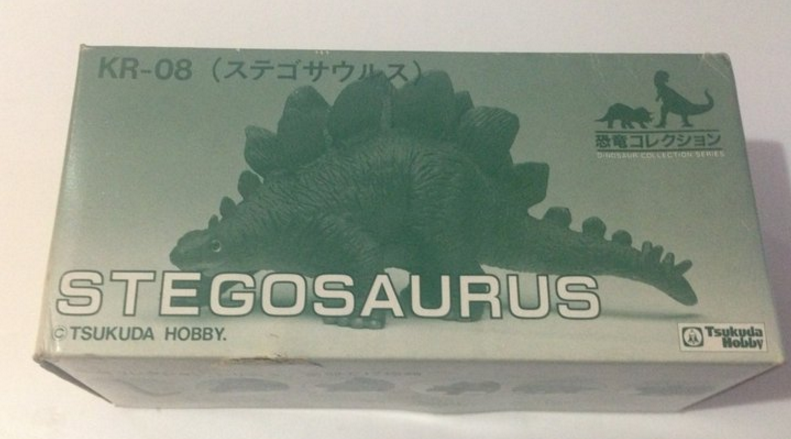 KR-08 (ステゴサウルス)
恐竜コレクション
DINOSAUR COLLECTION SERIES
STEGOSAURUS
©TSUKUDA HOBBY.
Tsukuda
Hobby